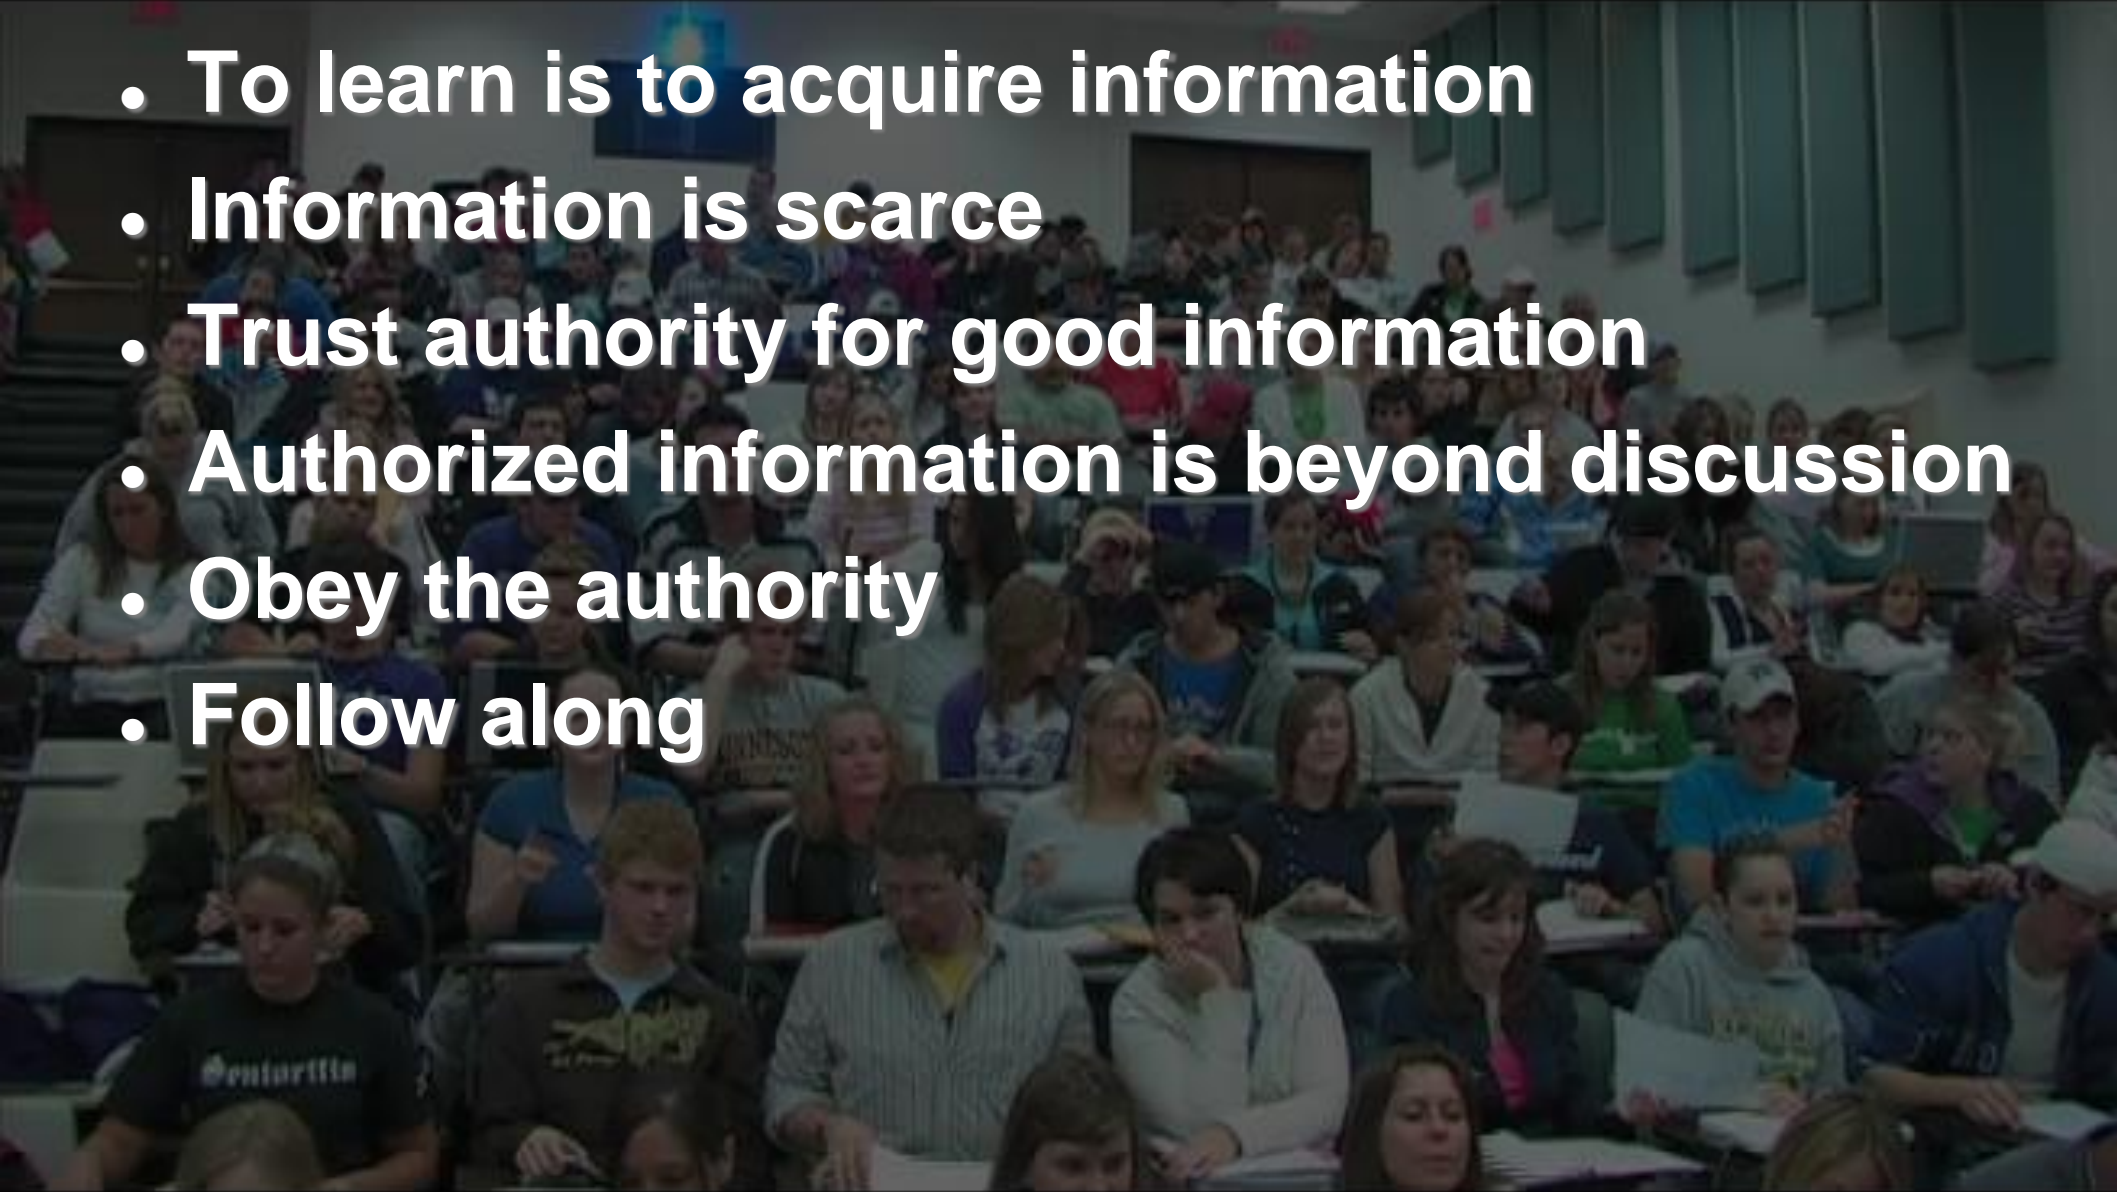 • To learn is to acquire information
• Information is scarce
• Trust authority for good information
• Authorized information is beyond discussion
• Obey the authority
• Follow along